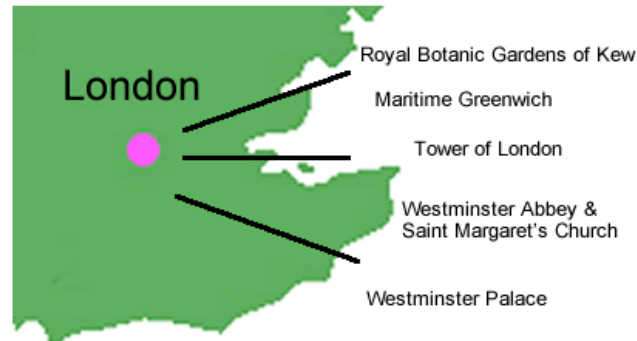 Royal Botanic Gardens of Kew
London
Maritime Greenwich
Tower of London
Westminster Abbey &
Saint Margaret's Church
Westminster Palace